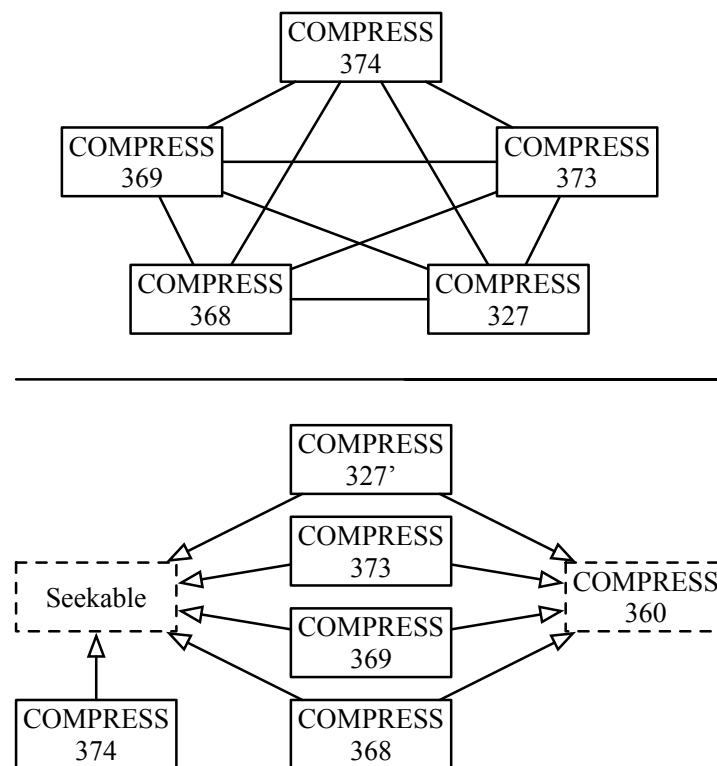 COMPRESS
374
COMPRESS
369
COMPRESS
373
COMPRESS
368
COMPRESS
327
COMPRESS
327’
COMPRESS
373
Seekable
COMPRESS
360
COMPRESS
369
COMPRESS
374
COMPRESS
368